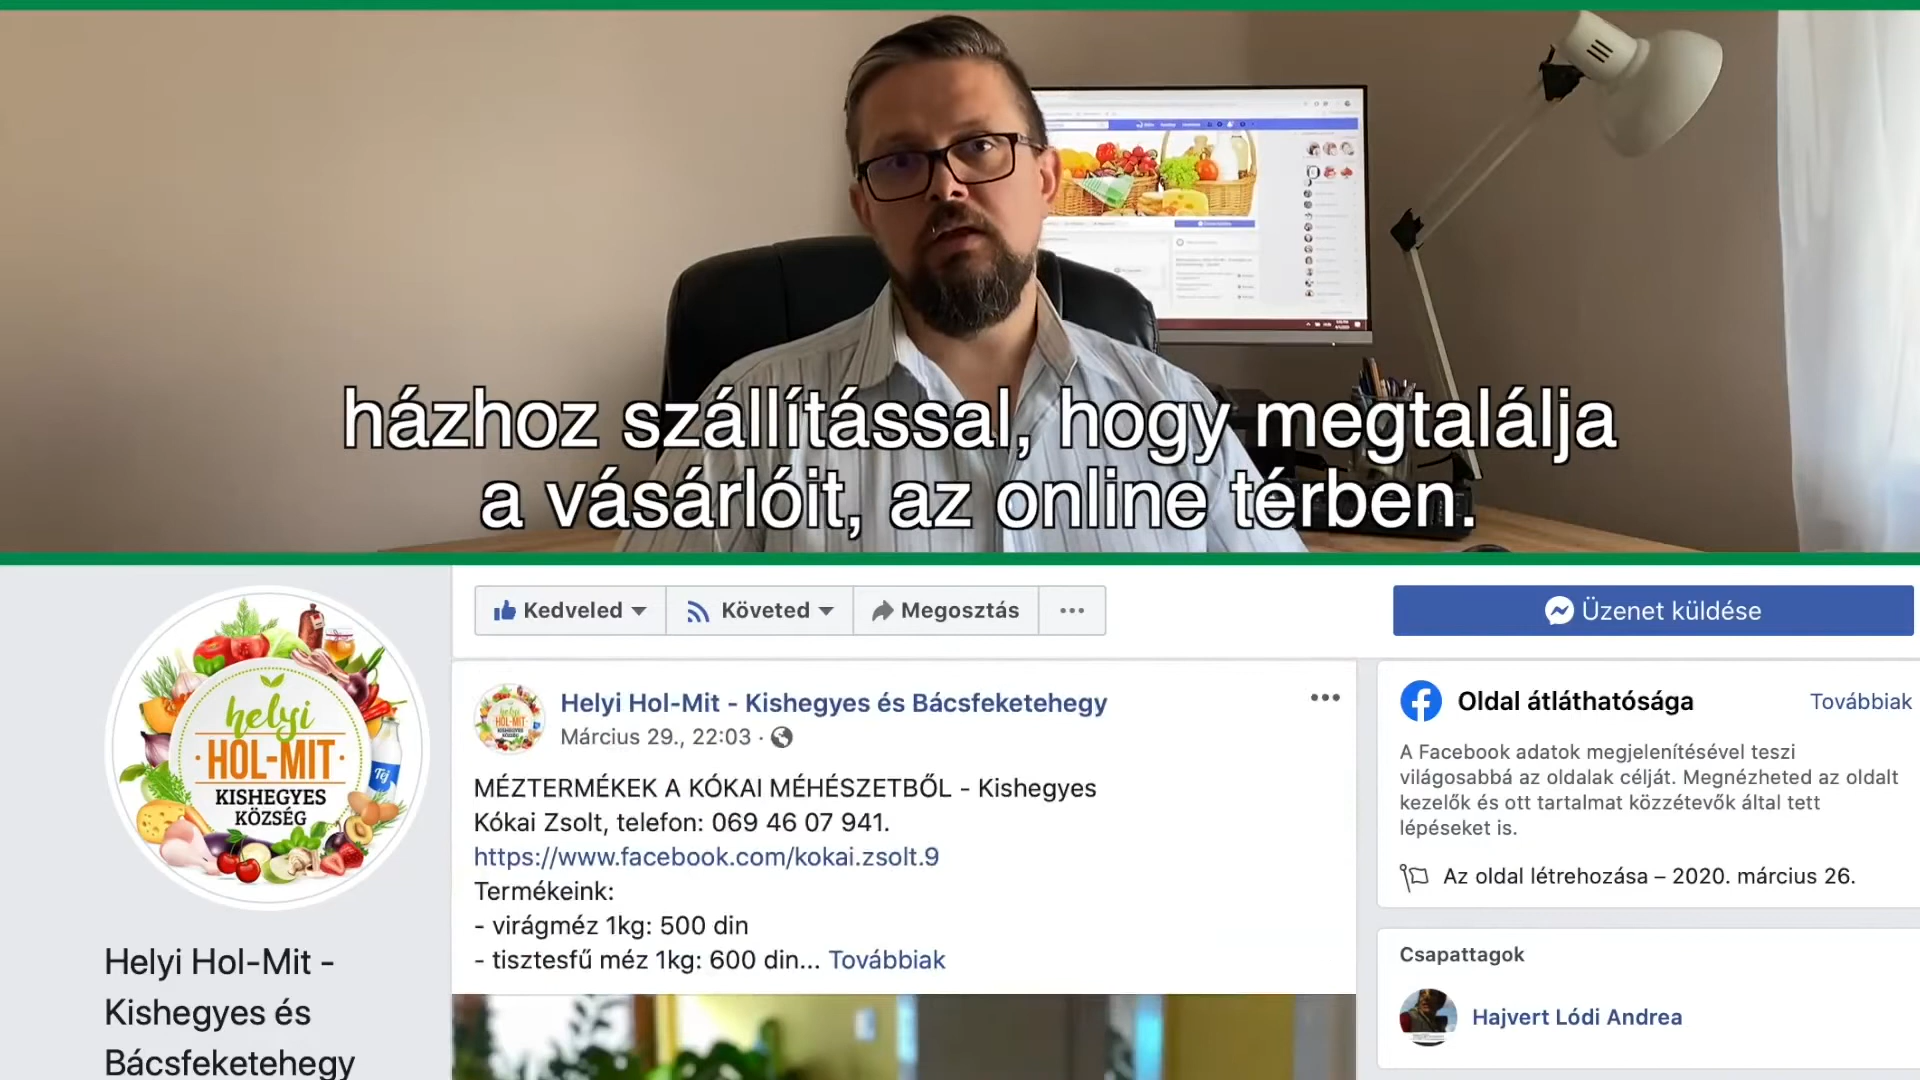 házhoz szállítással, hogy megtalálja
a vásárlóit, az online térben.
Kedveled
Követed
Megosztás
Üzenet küldése
helyi
HOL-MIT
KISHEGYES
KÖZSÉG
Tej
Helyi Hol-Mit -
Kishegyes és
Bácsfeketehegy
Helyi Hol-Mit - Kishegyes és Bácsfeketehegy
Március 29., 22:03 ·
MÉZTERMÉKEK A KÓKAI MÉHÉSZETBŐL - Kishegyes
Kókai Zsolt, telefon: 069 46 07 941.
https://www.facebook.com/kokai.zsolt.9
Termékeink:
- virágméz 1kg: 500 din
- tisztesfű méz 1kg: 600 din... Továbbiak
Oldal átláthatósága
Továbbiak
A Facebook adatok megjelenítésével teszi
világosabbá az oldalak célját. Megnézheted az oldalt
kezelők és ott tartalmat közzétevők által tett
lépéseket is.
Az oldal létrehozása – 2020. március 26.
Csapattagok
Hajvert Lódi Andrea